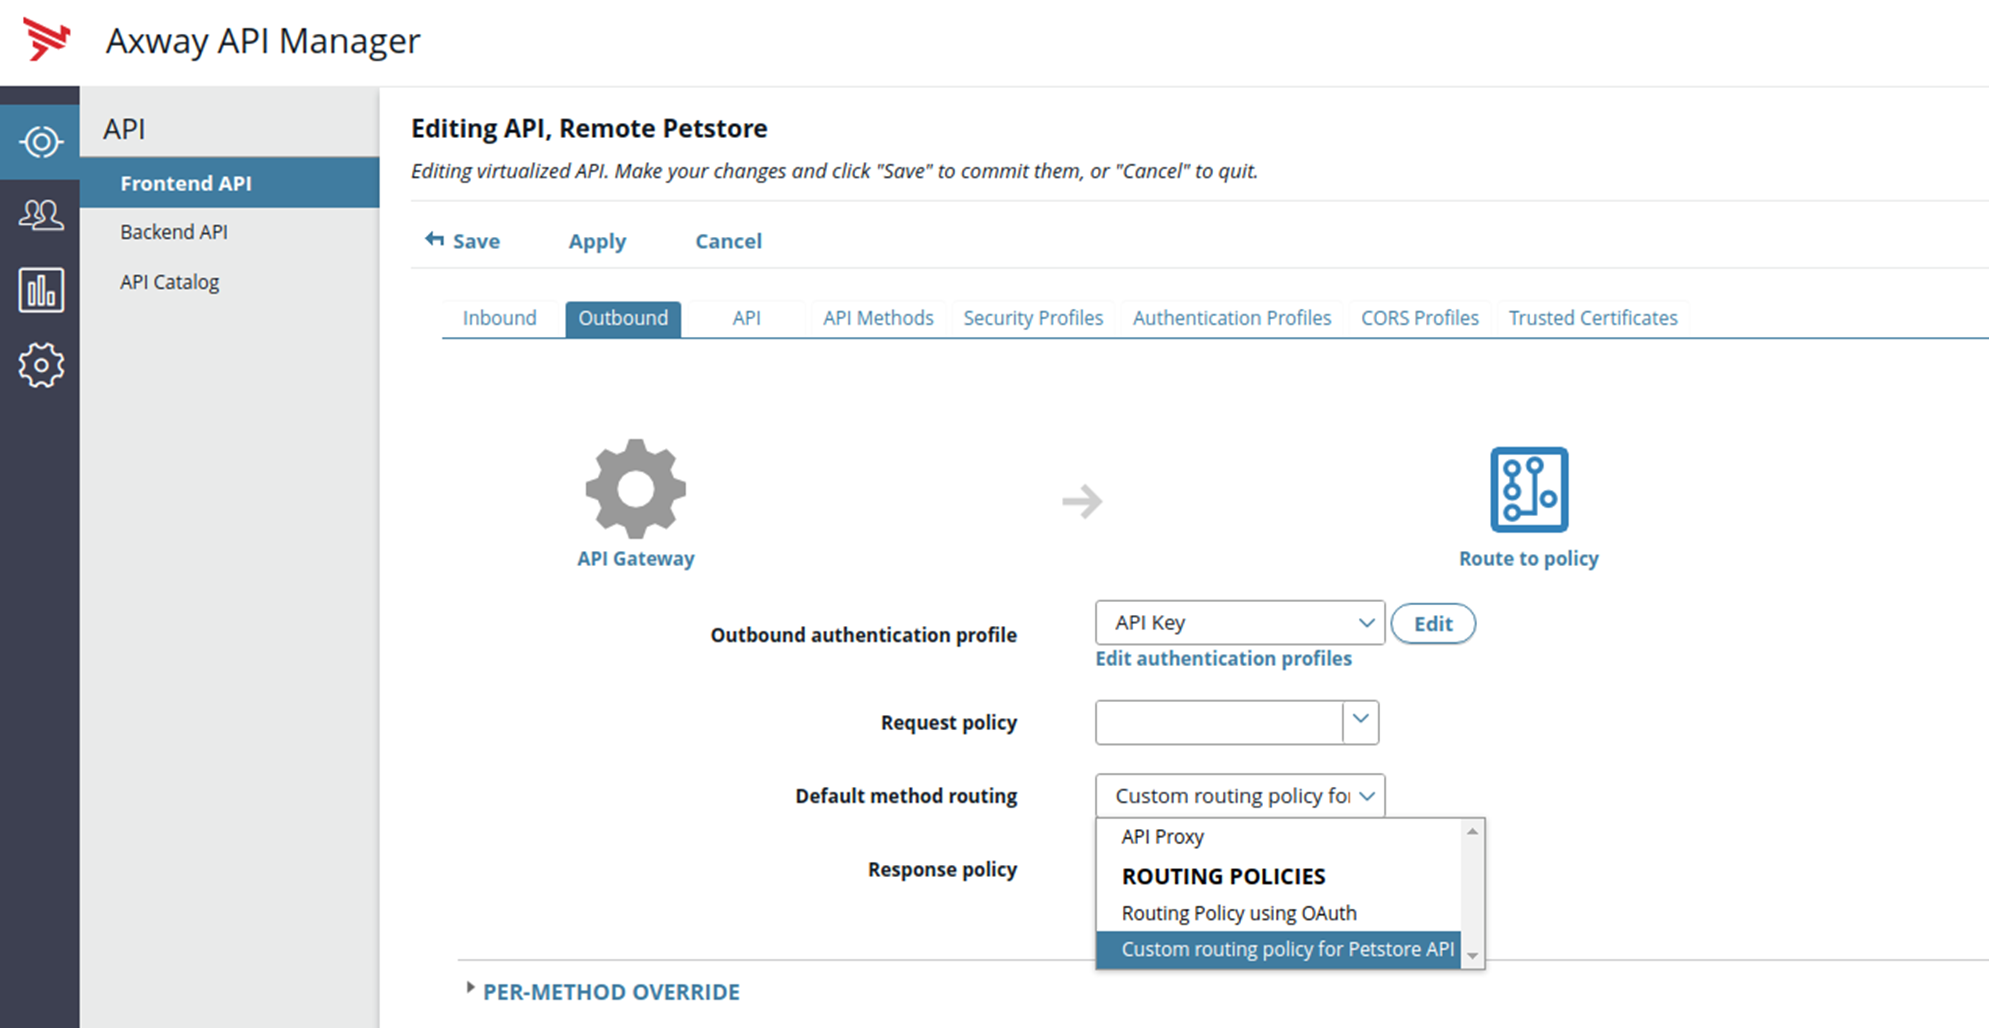 Axway API Manager
API
Frontend API
Backend API
API Catalog
Editing API, Remote Petstore
Editing virtualized API. Make your changes and click "Save" to commit them, or "Cancel" to quit.
Save Apply Cancel
Inbound Outbound API API Methods Security Profiles Authentication Profiles CORS Profiles Trusted Certificates
API Gateway Route to policy
Outbound authentication profile API Key Edit
Edit authentication profiles
Request policy
Default method routing Custom routing policy for
API Proxy
Response policy
ROUTING POLICIES
Routing Policy using OAuth
Custom routing policy for Petstore API
PER-METHOD OVERRIDE